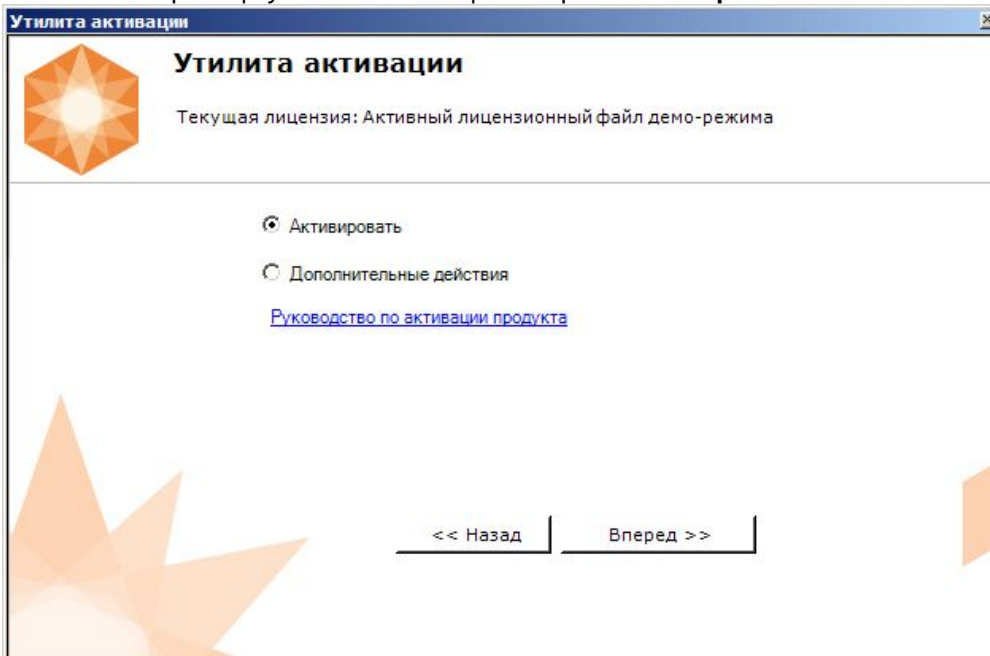 Утилита активации
Утилита активации
Текущая лицензия: Активный лицензионный файл демо-режима
Активировать
Дополнительные действия
Руководство по активации продукта
<< Назад
Вперед >>